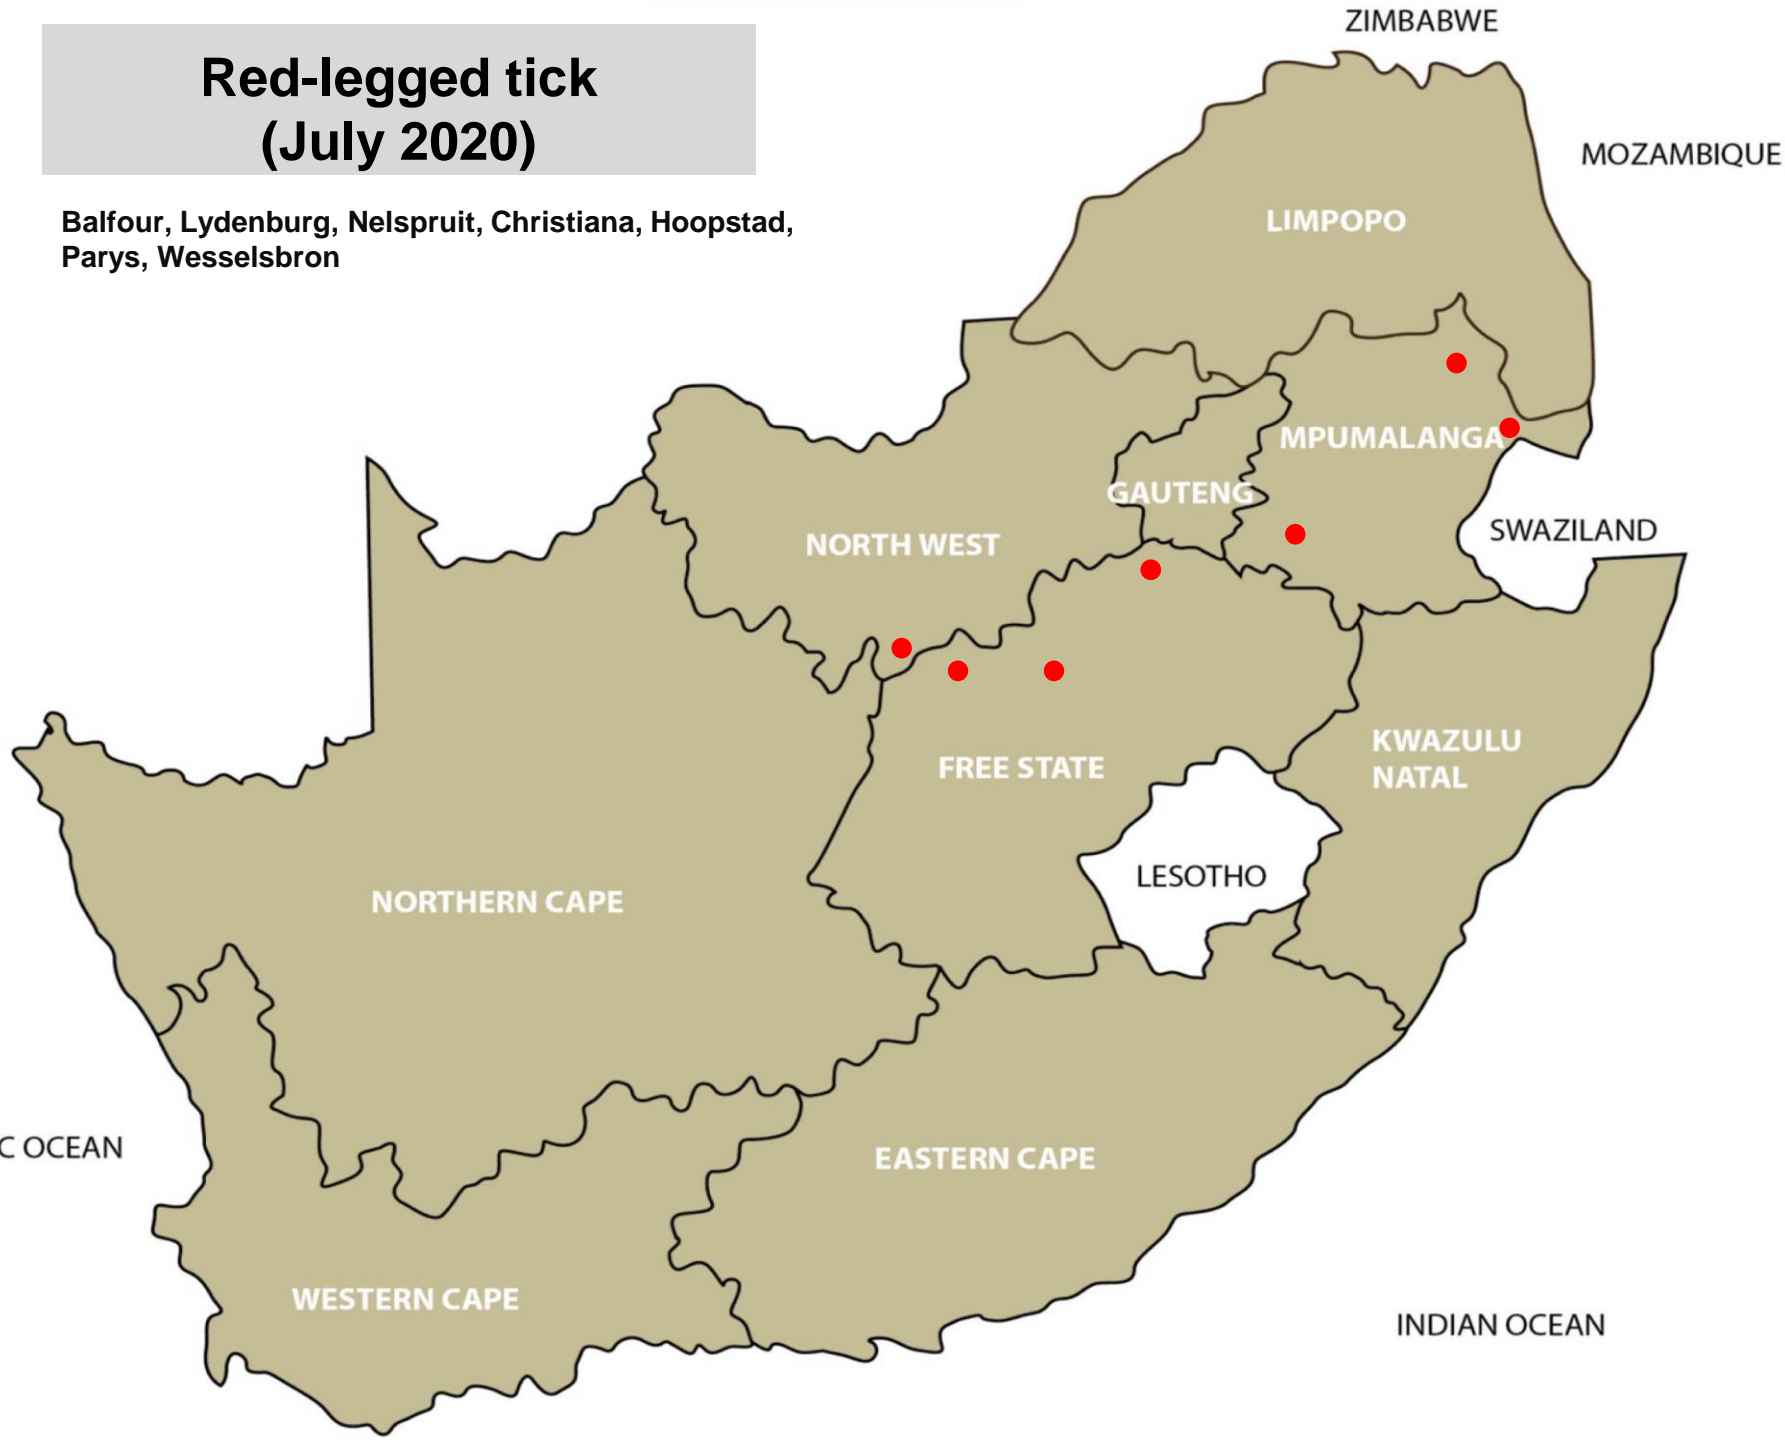 Red-legged tick
(July 2020)
Balfour, Lydenburg, Nelspruit, Christiana, Hoopstad,
Parys, Wesselsbron
ZIMBABWE
MOZAMBIQUE
LIMPOPO
MPUMALANGA
GAUTENG
NORTH WEST
SWAZILAND
KWAZULU
NATAL
FREE STATE
LESOTHO
NORTHERN CAPE
C OCEAN
EASTERN CAPE
WESTERN CAPE
INDIAN OCEAN